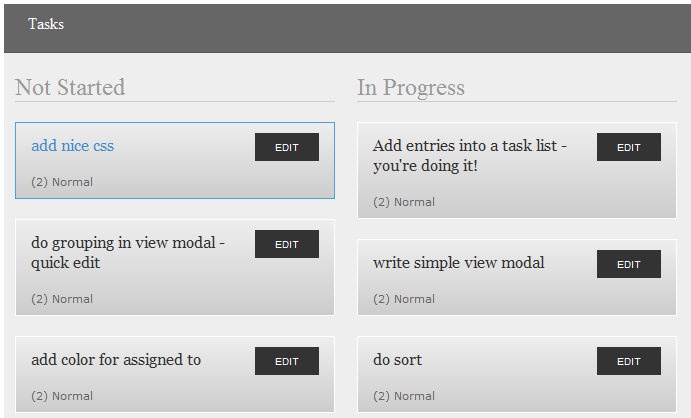 Tasks
Not Started
add nice css
EDIT
(2) Normal
do grouping in view modal -
quick edit
EDIT
(2) Normal
add color for assigned to
EDIT
(2) Normal
In Progress
Add entries into a task list -
you're doing it!
EDIT
(2) Normal
write simple view modal
EDIT
(2) Normal
do sort
EDIT
(2) Normal